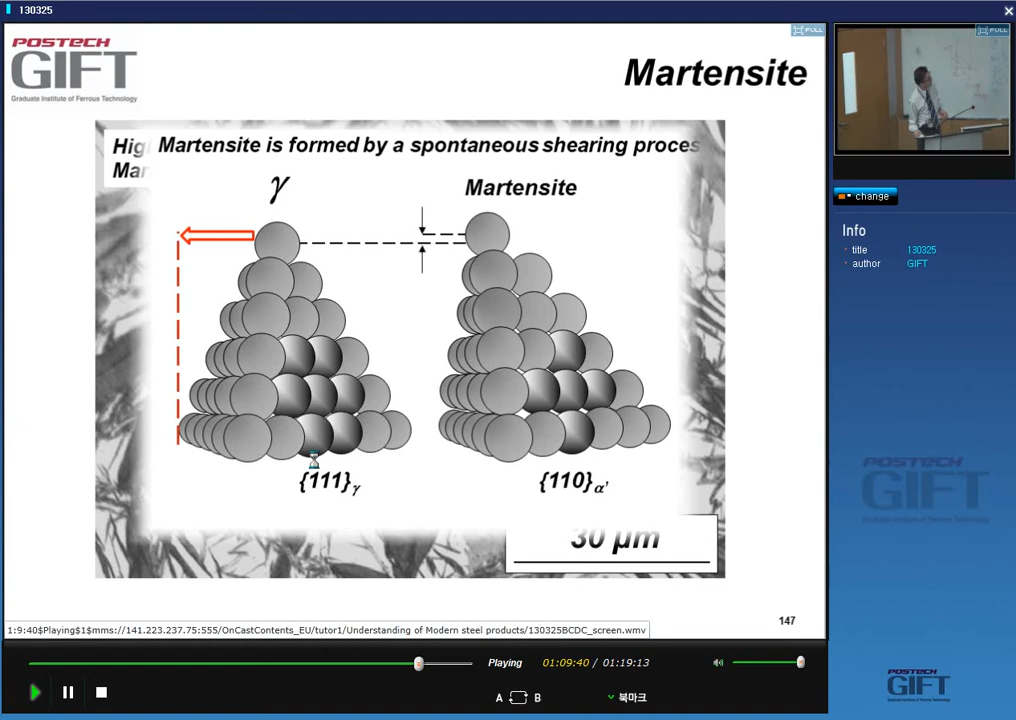 130325
FULL
POSTECH
GIFT
Graduate Institute of Ferrous Technology
Martensite
Hig
Mar
Martensite is formed by a spontaneous shearing proces
γ
Martensite
{111}γ
{110}α'
30 µm
147
1:9:40$Playing$1$mms://141.223.237.75:555/OnCastContents_EU/tutor1/Understanding of Modern steel products/130325BCDC_screen.wmv
Playing
01:09:40 / 01:19:13
A B
북마크
FULL
change
Info
title 130325
author GIFT
POSTECH
GIFT
POSTECH
GIFT